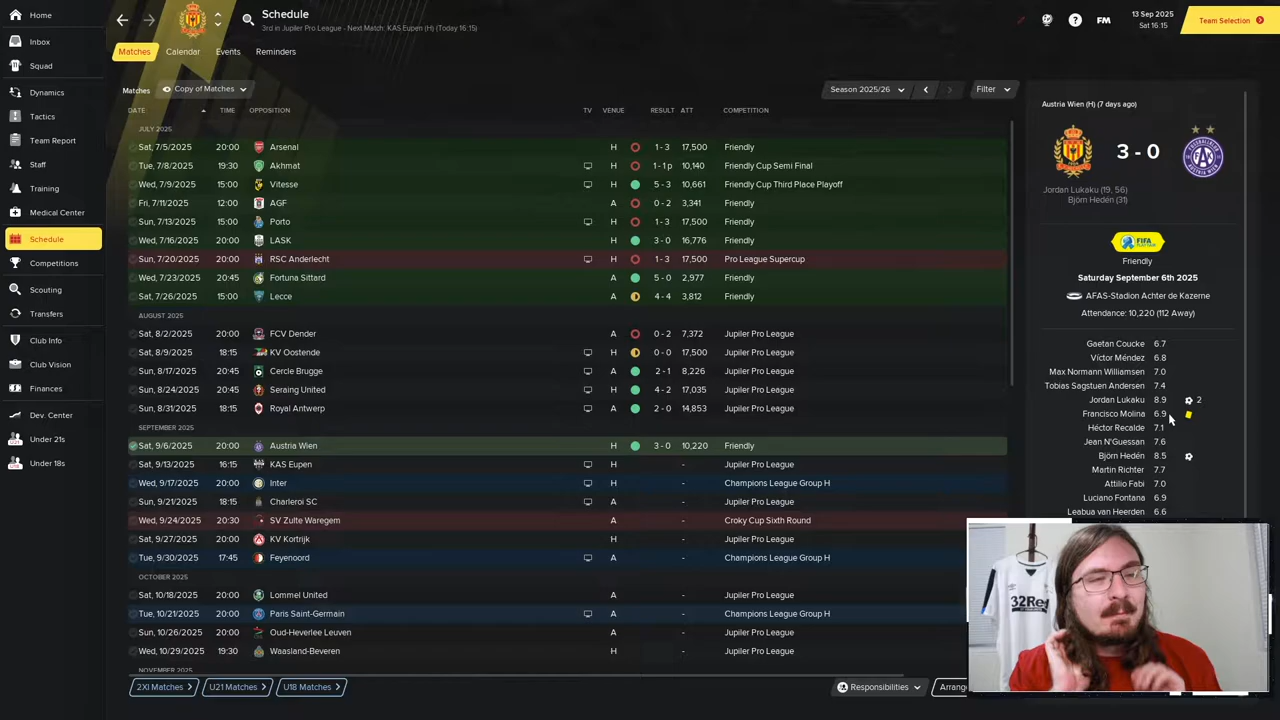 Home
Schedule
3rd in Jupiler Pro League - Next Match: KAS Eupen (H) (Today 16:15)
FM
13 Sep 2025
Sat 16:15
Team Selection
Inbox
Squad
Dynamics
Tactics
Team Report
Staff
Training
Medical Center
Schedule
Competitions
Scouting
Transfers
Club Info
Club Vision
Finances
Dev. Center
Under 21s
Under 18s
Matches Calendar Events Reminders
Matches Copy of Matches Season 2025/26 Filter
DATE TIME OPPOSITION TV VENUE RESULT ATT COMPETITION
JULY 2025
Sat, 7/5/2025 20:00 Arsenal H 1 - 3 17,500 Friendly
Tue, 7/8/2025 19:30 Akhmat H 1 - 1 p 10,140 Friendly Cup Semi Final
Wed, 7/9/2025 15:00 Vitesse H 5 - 3 10,661 Friendly Cup Third Place Playoff
Fri, 7/11/2025 12:00 AGF A 0 - 2 3,341 Friendly
Sun, 7/13/2025 15:00 Porto H 1 - 3 17,500 Friendly
Wed, 7/16/2025 20:00 LASK H 3 - 0 16,776 Friendly
Sun, 7/20/2025 20:00 RSC Anderlecht H 1 - 3 17,500 Pro League Supercup
Wed, 7/23/2025 20:45 Fortuna Sittard A 5 - 0 2,977 Friendly
Sat, 7/26/2025 15:00 Lecce A 4 - 4 3,812 Friendly
AUGUST 2025
Sat, 8/2/2025 20:00 FCV Dender A 0 - 2 7,372 Jupiler Pro League
Sat, 8/9/2025 18:15 KV Oostende H 0 - 0 17,500 Jupiler Pro League
Sun, 8/17/2025 20:45 Cercle Brugge A 2 - 1 8,226 Jupiler Pro League
Sun, 8/24/2025 20:45 Seraing United H 4 - 2 17,035 Jupiler Pro League
Sun, 8/31/2025 18:15 Royal Antwerp A 2 - 0 14,853 Jupiler Pro League
SEPTEMBER 2025
Sat, 9/6/2025 20:00 Austria Wien H 3 - 0 10,220 Friendly
Sat, 9/13/2025 16:15 KAS Eupen H - Jupiler Pro League
Wed, 9/17/2025 20:00 Inter H - Champions League Group H
Sun, 9/21/2025 18:15 Charleroi SC A - Jupiler Pro League
Wed, 9/24/2025 20:30 SV Zulte Waregem A - Croky Cup Sixth Round
Sat, 9/27/2025 20:00 KV Kortrijk H - Jupiler Pro League
Tue, 9/30/2025 17:45 Feyenoord A - Champions League Group H
OCTOBER 2025
Sat, 10/18/2025 20:00 Lommel United A - Jupiler Pro League
Tue, 10/21/2025 20:00 Paris Saint-Germain A - Champions League Group H
Sun, 10/26/2025 20:00 Oud-Heverlee Leuven A - Jupiler Pro League
Wed, 10/29/2025 19:30 Waasland-Beveren H - Jupiler Pro League
NOVEMBER 2025
2XI Matches U21 Matches U18 Matches Responsibilities
Austria Wien (H) (7 days ago)
3 - 0
Jordan Lukaku (19, 56)
Björn Hedén (31)
FIFA
Friendly
Saturday September 6th 2025
AFAS-Stadion Achter de Kazerne
Attendance: 10,220 (112 Away)
Gaetan Coucke 6.7
Víctor Méndez 6.8
Max Normann Williamsen 7.0
Tobias Sagstuen Andersen 7.4
Jordan Lukaku 8.9 2
Francisco Molina 6.9
Héctor Recalde 7.1
Jean N'Guessan 7.6
Björn Hedén 8.5
Martin Richter 7.7
Attilio Fabi 7.0
Luciano Fontana 6.9
Leabua van Heerden 6.6
32Re